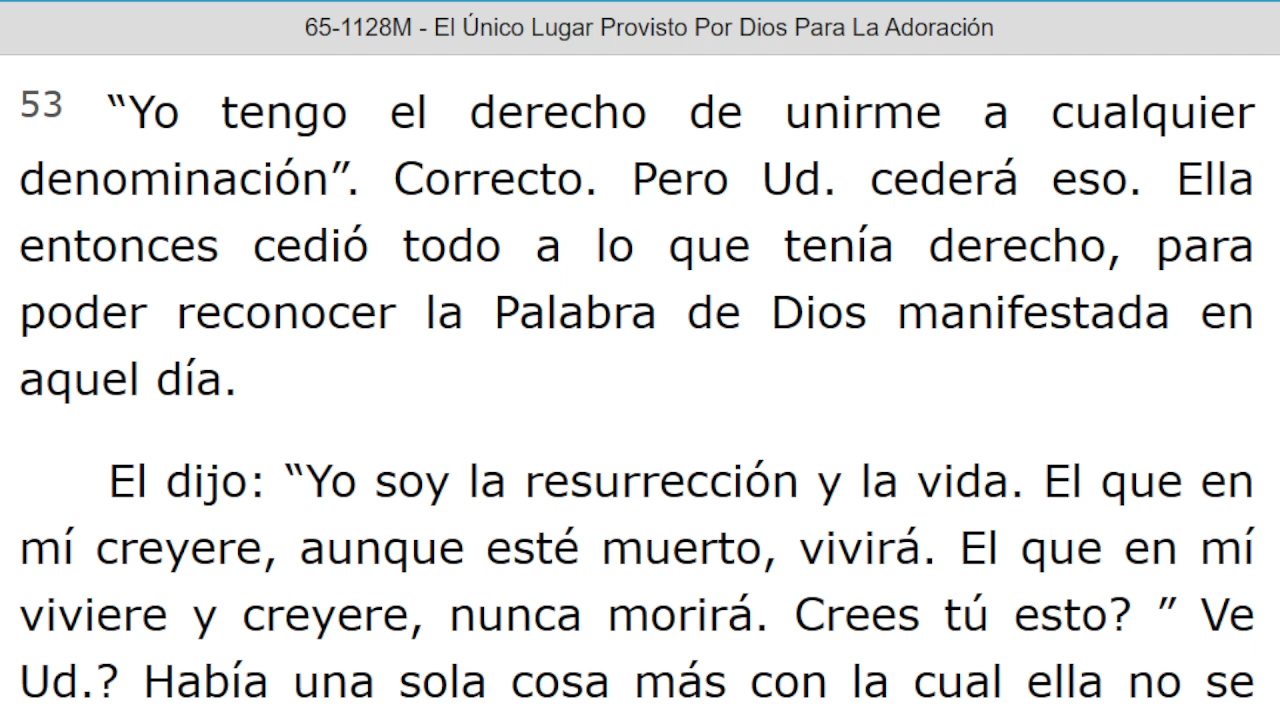 65-1128M - El Único Lugar Provisto Por Dios Para La Adoración
53 “Yo tengo el derecho de unirme a cualquier
denominación”. Correcto. Pero Ud. cederá eso. Ella
entonces cedió todo a lo que tenía derecho, para
poder reconocer la Palabra de Dios manifestada en
aquel día.
El dijo: “Yo soy la resurrección y la vida. El que en
mí creyere, aunque esté muerto, vivirá. El que en mí
viviere y creyere, nunca morirá. Crees tú esto? ” Ve
Ud.? Había una sola cosa más con la cual ella no se